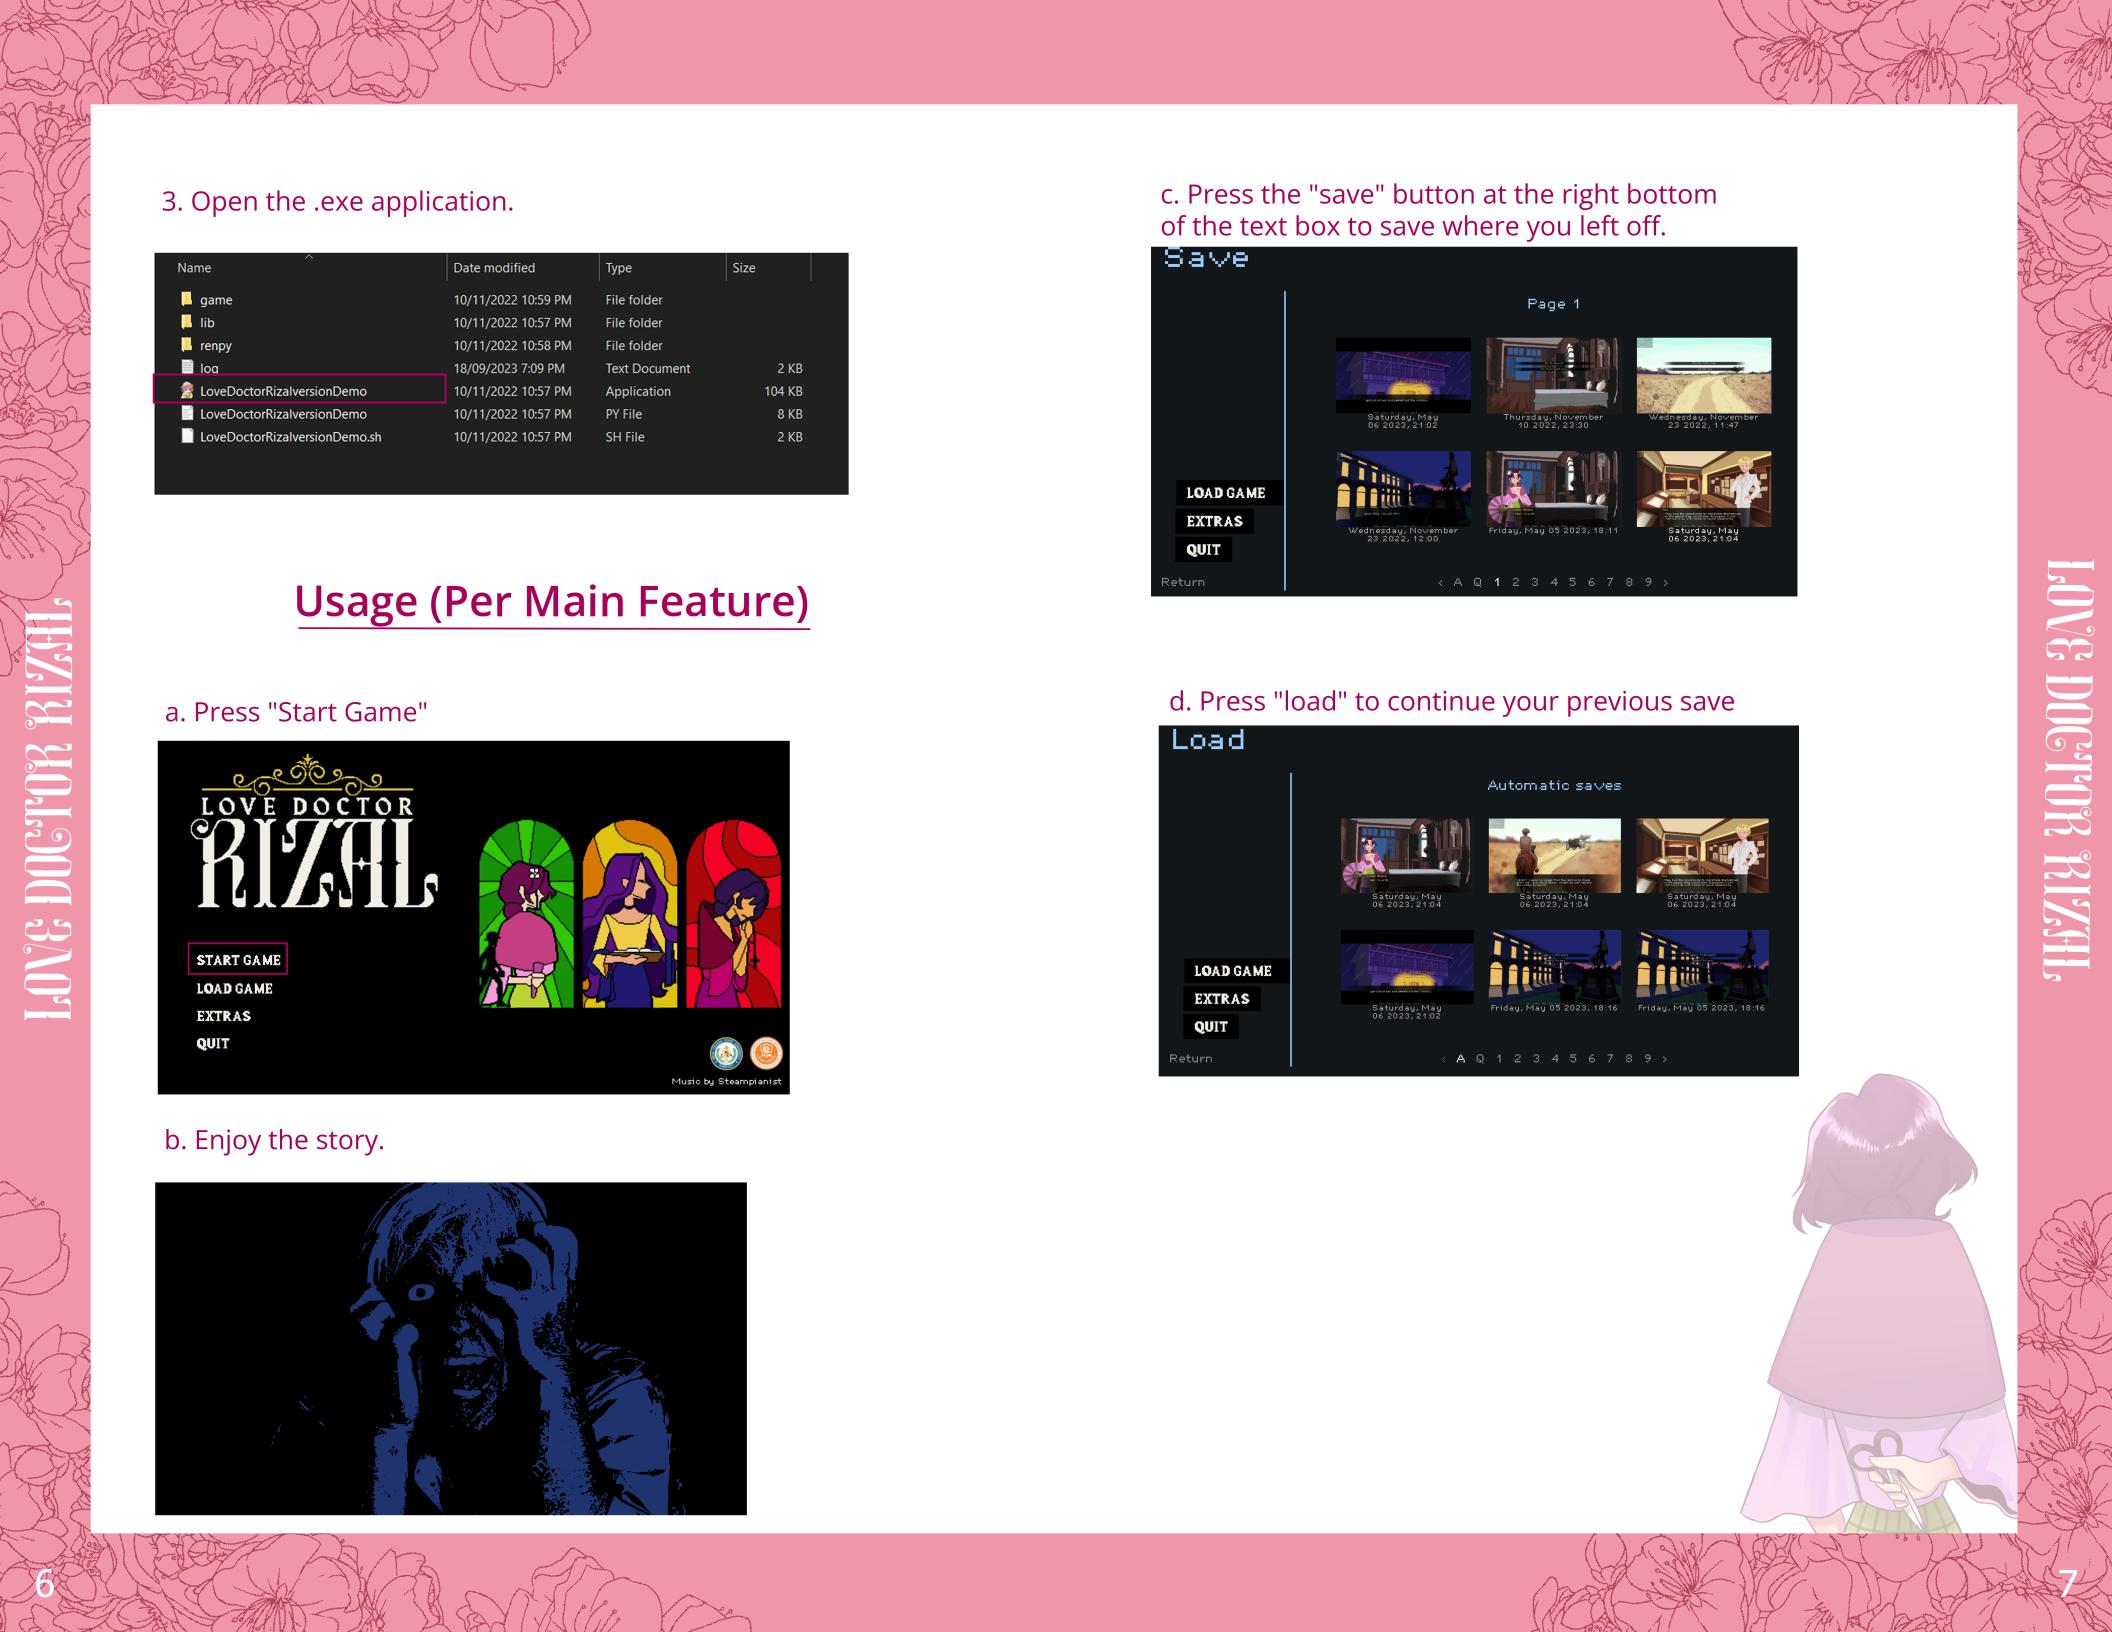 3. Open the .exe application.
Name Date modified Type Size
game 10/11/2022 10:59 PM File folder
lib 10/11/2022 10:57 PM File folder
renpy 10/11/2022 10:58 PM File folder
log 18/09/2023 7:09 PM Text Document 2 KB
LoveDoctorRizalversionDemo 10/11/2022 10:57 PM Application 104 KB
LoveDoctorRizalversionDemo 10/11/2022 10:57 PM PY File 8 KB
LoveDoctorRizalversionDemo.sh 10/11/2022 10:57 PM SH File 2 KB
Usage (Per Main Feature)
a. Press "Start Game"
LOVE DOCTOR
RIZAL
START GAME
LOAD GAME
EXTRAS
QUIT
Music by Steampianist
b. Enjoy the story.
LOVE DOCTOR RIZAL
6
c. Press the "save" button at the right bottom
of the text box to save where you left off.
Save
Page 1
Saturday, May
06 2023, 21:02
Thursday, November
10 2022, 23:30
Wednesday, November
23 2022, 11:47
Wednesday, November
23 2022, 12:00
Friday, May 05 2023, 18:11
Saturday, May
06 2023, 21:04
LOAD GAME
EXTRAS
QUIT
Return
< A Q 1 2 3 4 5 6 7 8 9 >
d. Press "load" to continue your previous save
Load
Automatic saves
Saturday, May
06 2023, 21:04
Saturday, May
06 2023, 21:04
Saturday, May
06 2023, 21:04
Saturday, May
06 2023, 21:02
Friday, May 05 2023, 18:16
Friday, May 05 2023, 18:16
LOAD GAME
EXTRAS
QUIT
Return
< A Q 1 2 3 4 5 6 7 8 9 >
LOVE DOCTOR RIZAL
7